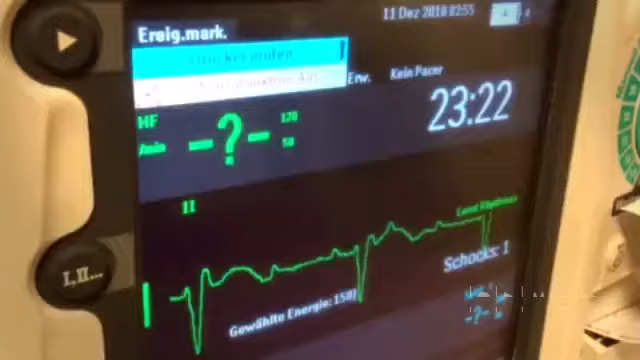 11 Dez 2018 02:55
Ereig.mark.
Drucker prüfen
Erw.
Kein Pacer
HF
/min
-?-
120
50
23:22
II
Schocks: 1
Gewählte Energie: 150J
-?-
I,II...